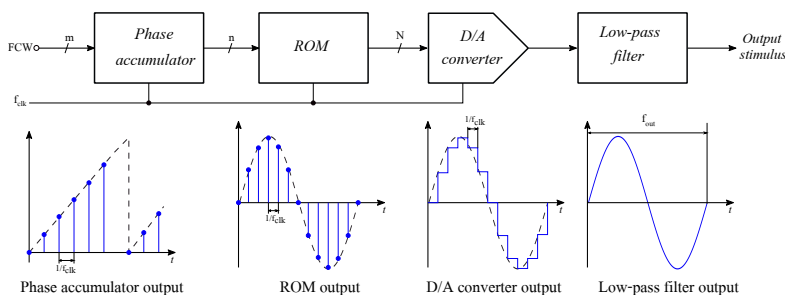 FCW
m
Phase
accumulator
n
ROM
N
D/A
converter
Low-pass
filter
Output
stimulus
f_clk
1/f_clk
t
Phase accumulator output
1/f_clk
t
ROM output
1/f_clk
t
D/A converter output
f_out
t
Low-pass filter output